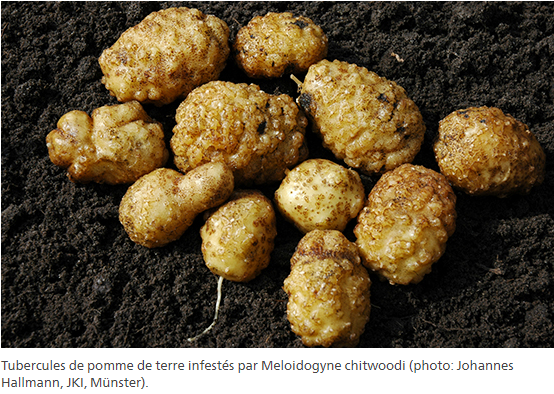 Tubercules de pomme de terre infestés par Meloidogyne chitwoodi (photo: Johannes
Hallmann, JKI, Münster).